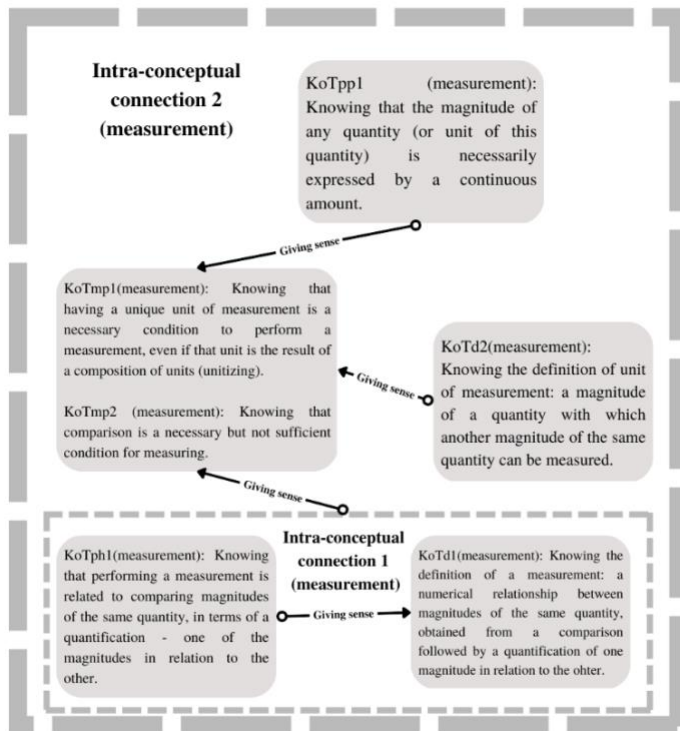 Intra-conceptual
connection 2
(measurement)
KoTpp1 (measurement):
Knowing that the magnitude of
any quantity (or unit of this
quantity) is necessarily
expressed by a continuous
amount.
Giving sense
KoTmp1(measurement): Knowing that
having a unique unit of measurement is a
necessary condition to perform a
measurement, even if that unit is the result of
a composition of units (unitizing).
KoTmp2 (measurement): Knowing that
comparison is a necessary but not sufficient
condition for measuring.
KoTd2(measurement):
Knowing the definition of unit
of measurement: a magnitude
of a quantity with which
another magnitude of the same
quantity can be measured.
Giving sense
Giving sense
Intra-conceptual
connection 1
(measurement)
KoTph1(measurement): Knowing
that performing a measurement is
related to comparing magnitudes
of the same quantity, in terms of a
quantification - one of the
magnitudes in relation to the
other.
Giving sense
KoTd1(measurement): Knowing the
definition of a measurement: a
numerical relationship between
magnitudes of the same quantity,
obtained from a comparison
followed by a quantification of one
magnitude in relation to the ohter.